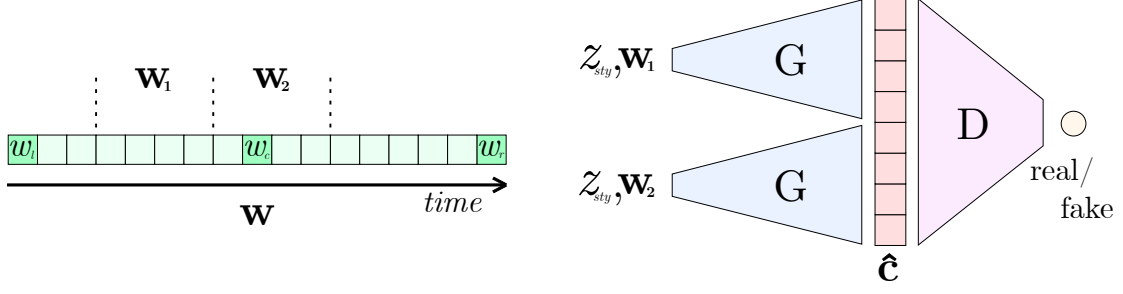 w₁ w₂
w_l w_c w_r
time
w
z_sty,w₁ G
D
z_sty,w₂ G
real/
fake
ĉ